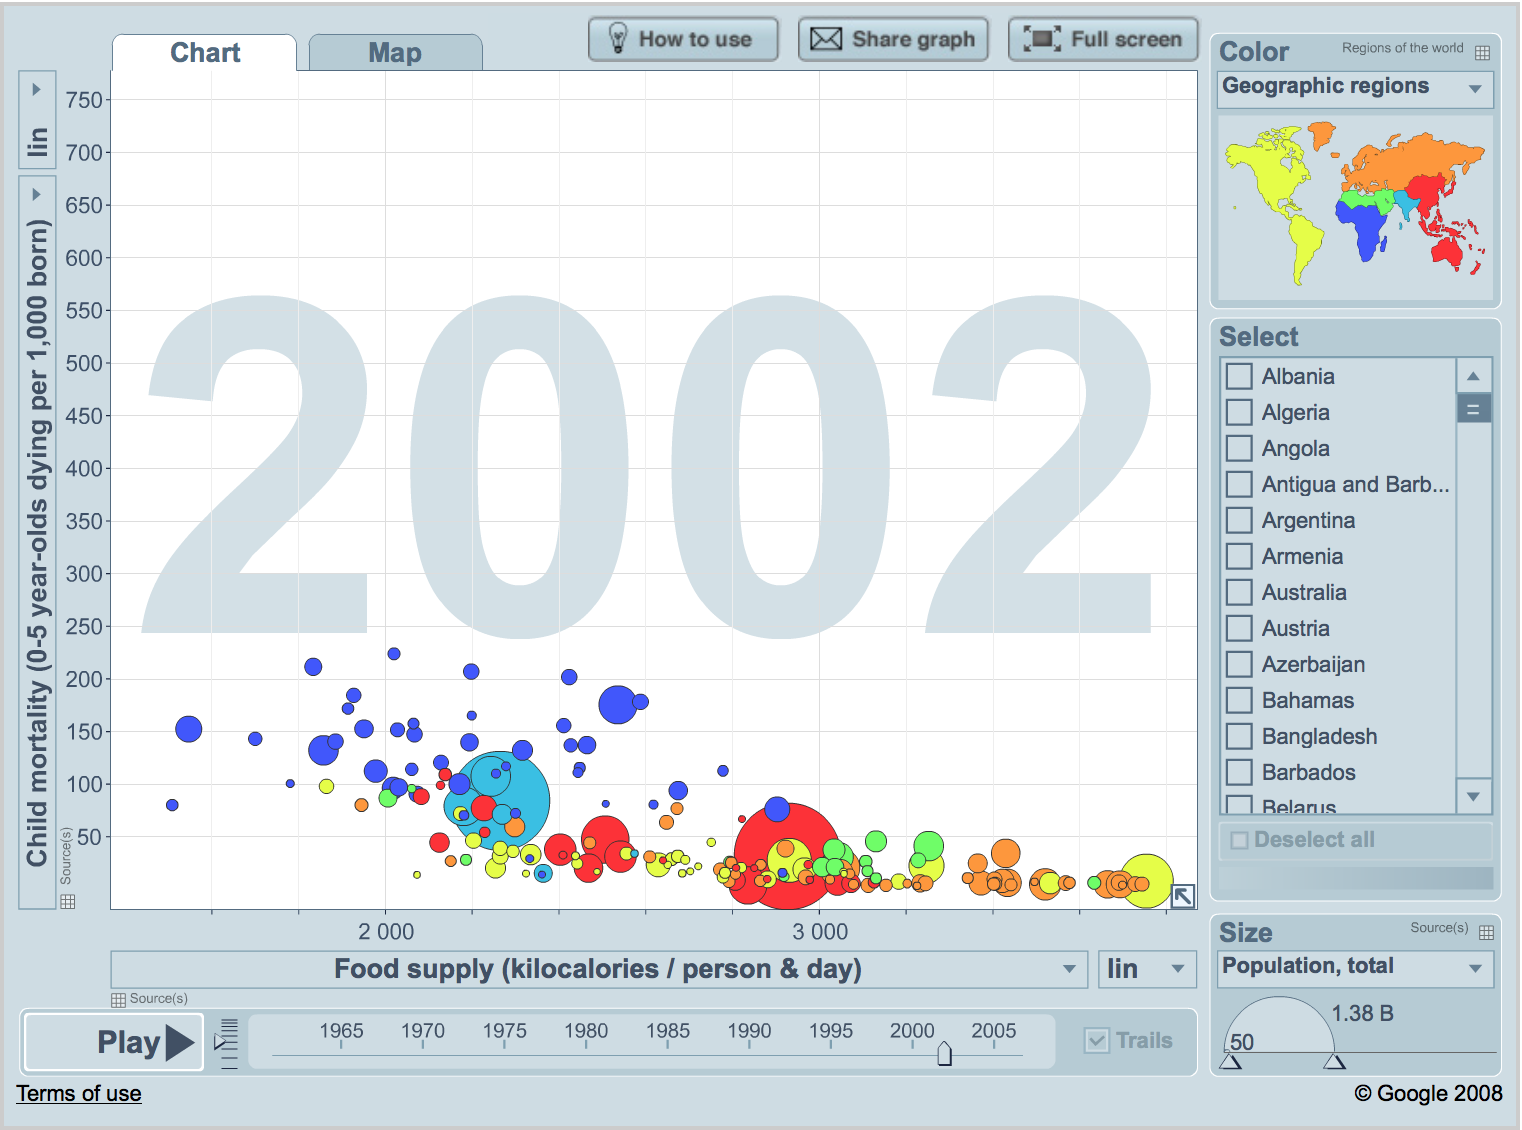 Chart
Map
How to use
Share graph
Full screen
lin
Child mortality (0-5 year-olds dying per 1,000 born)
Source(s)
750
700
650
600
550
500
450
400
350
300
250
200
150
100
50
2002
2 000
3 000
Food supply (kilocalories / person & day)
lin
Source(s)
Play
1965
1970
1975
1980
1985
1990
1995
2000
2005
Trails
Color
Regions of the world
Geographic regions
Select
Albania
Algeria
Angola
Antigua and Barb...
Argentina
Armenia
Australia
Austria
Azerbaijan
Bahamas
Bangladesh
Barbados
Belarus
Deselect all
Size
Source(s)
Population, total
1.38 B
50
Terms of use
© Google 2008